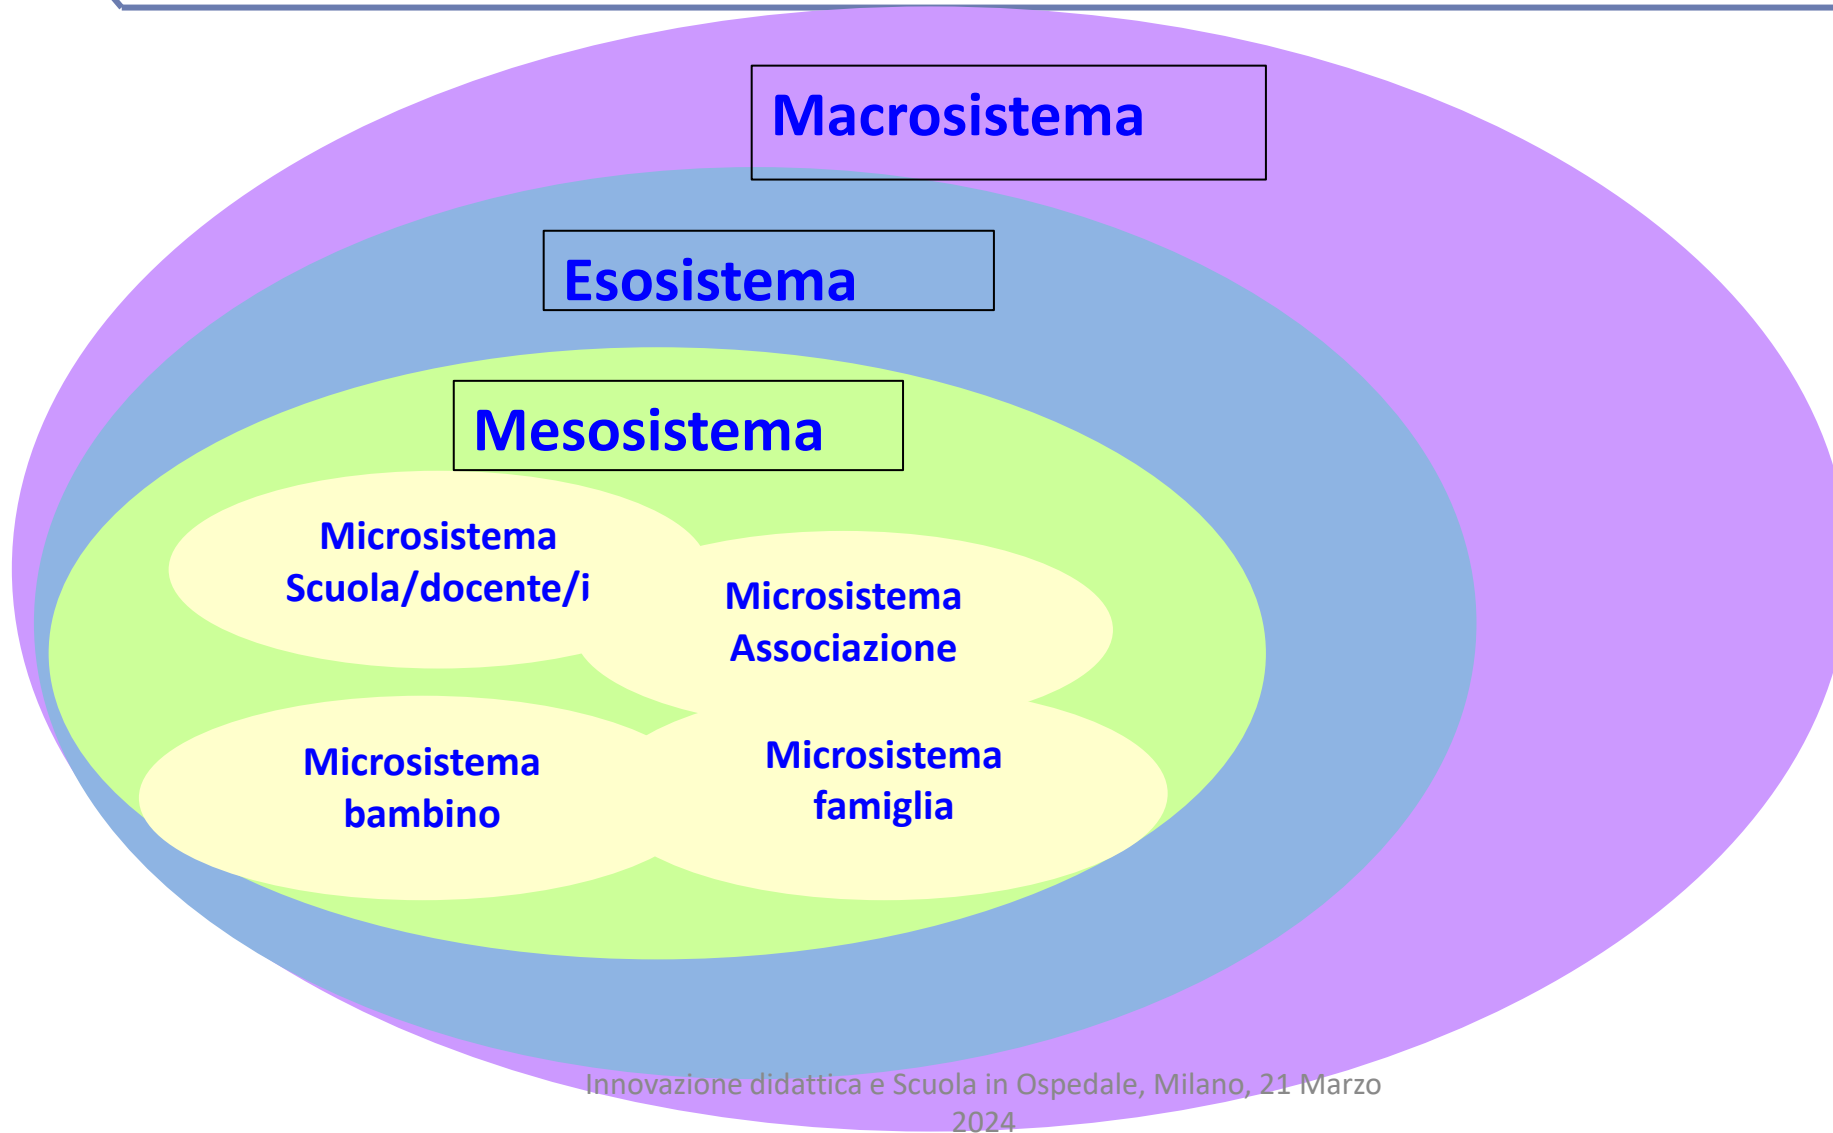 Macrosistema
Esosistema
Mesosistema
Microsistema
Scuola/docente/i
Microsistema
Associazione
Microsistema
bambino
Microsistema
famiglia
Innovazione didattica e Scuola in Ospedale, Milano, 21 Marzo
2024